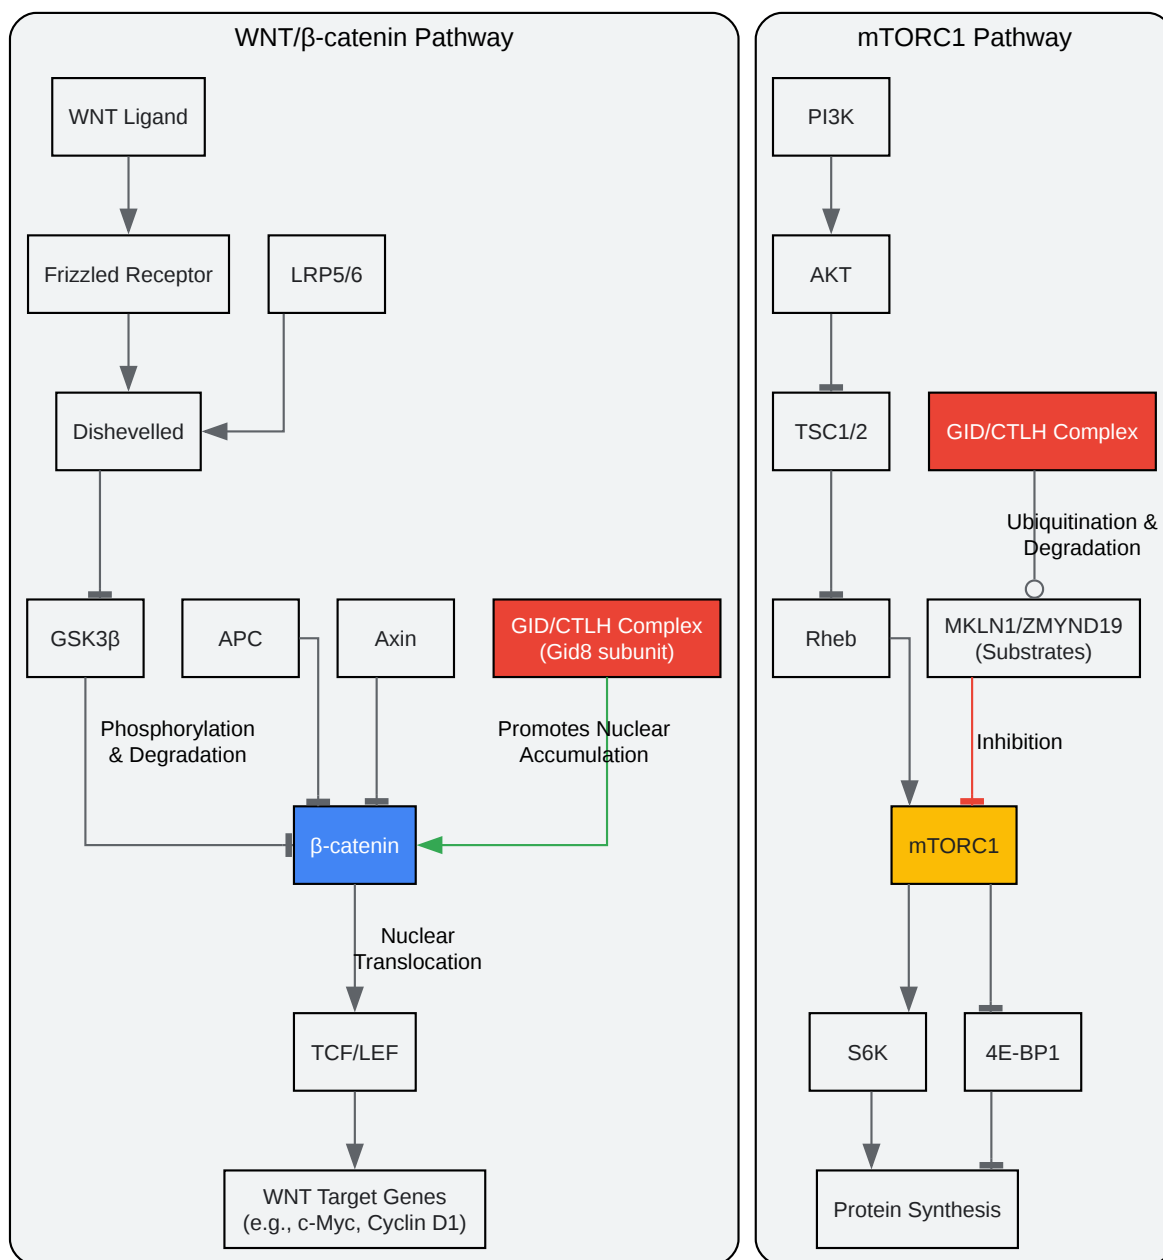 WNT/β-catenin Pathway
WNT Ligand
Frizzled Receptor
LRP5/6
Dishevelled
GSK3β
APC
Axin
GID/CTLH Complex
(Gid8 subunit)
Phosphorylation
& Degradation
Promotes Nuclear
Accumulation
β-catenin
Nuclear
Translocation
TCF/LEF
WNT Target Genes
(e.g., c-Myc, Cyclin D1)
mTORC1 Pathway
PI3K
AKT
TSC1/2
GID/CTLH Complex
Ubiquitination &
Degradation
Rheb
MKLN1/ZMYND19
(Substrates)
Inhibition
mTORC1
S6K
4E-BP1
Protein Synthesis